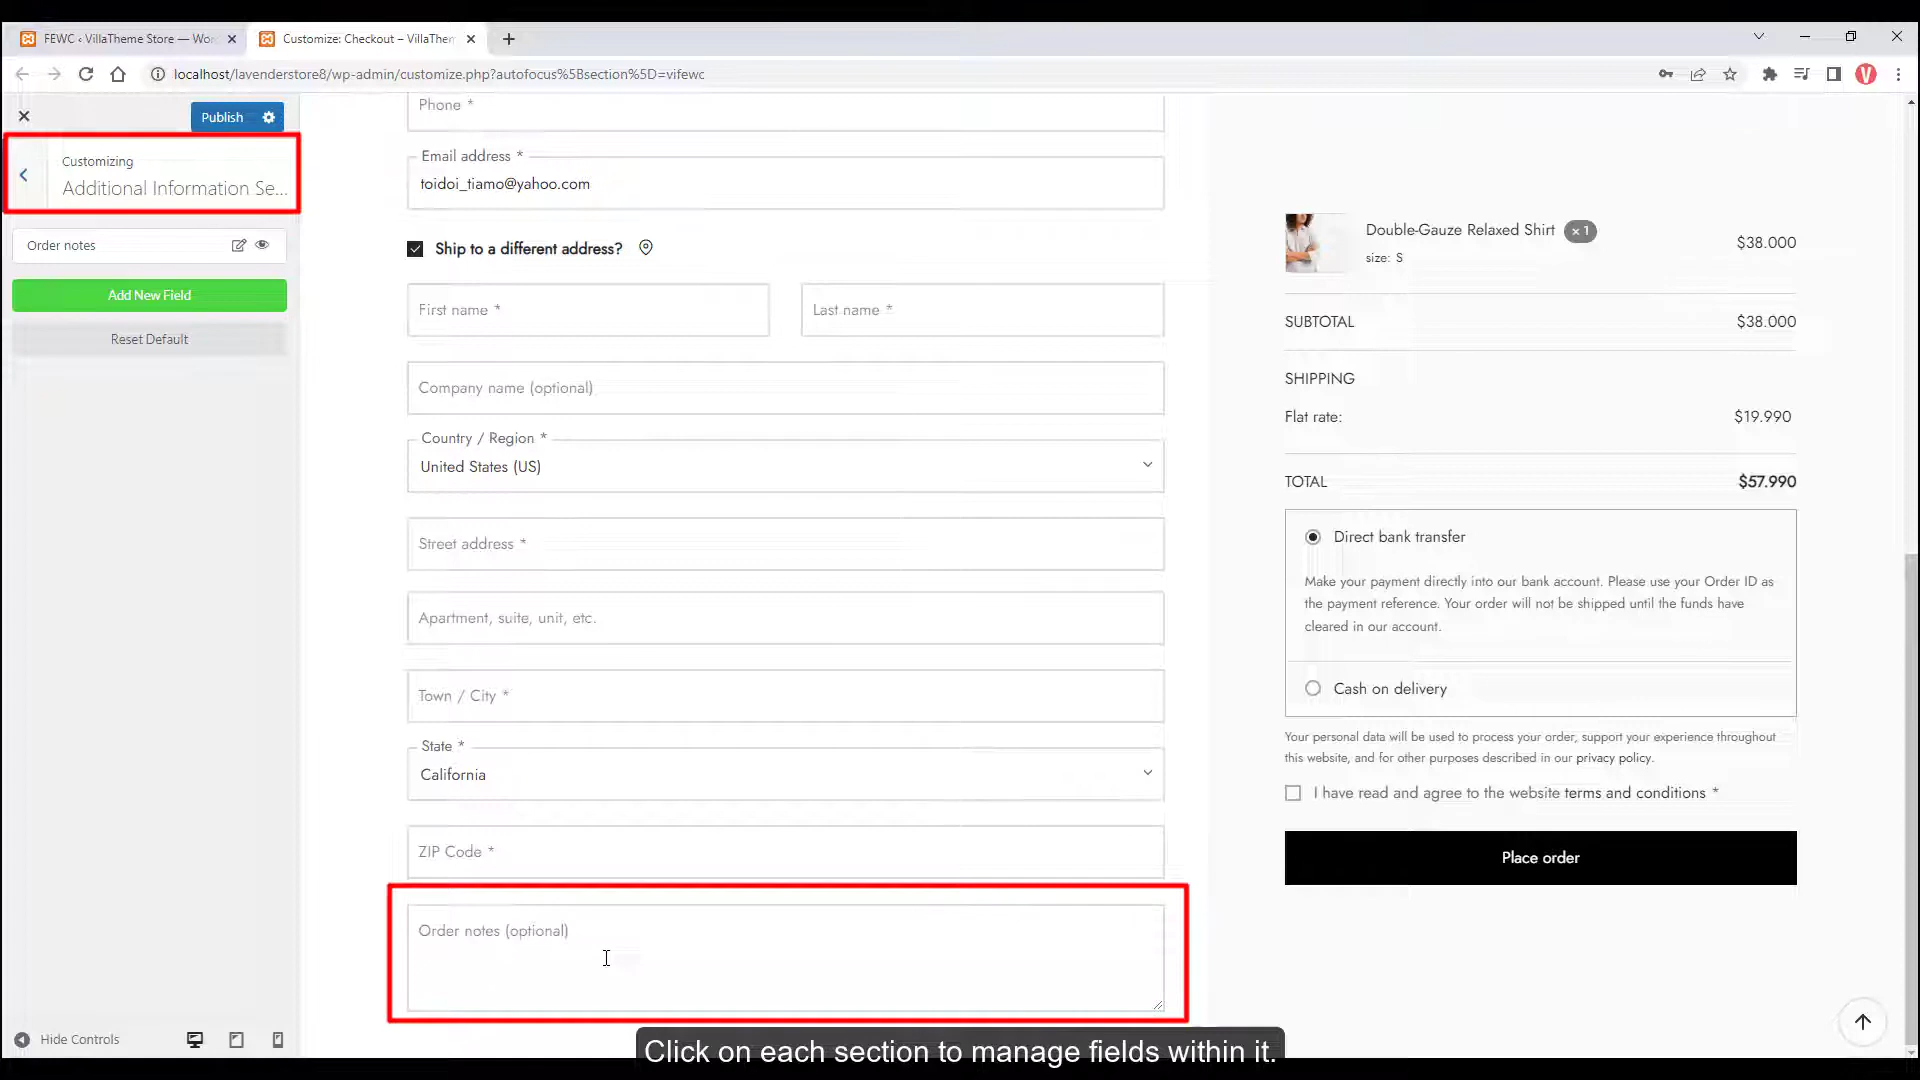 FEWC ‹ VillaTheme Store — Wor
Customize: Checkout – VillaThem
localhost/lavenderstore8/wp-admin/customize.php?autofocus%5Bsection%5D=vifewc
V
Publish
Customizing
Additional Information Se...
Order notes
Add New Field
Reset Default
Hide Controls
Phone *
Email address *
toidoi_tiamo@yahoo.com
Ship to a different address?
First name *
Last name *
Company name (optional)
Country / Region *
United States (US)
Street address *
Apartment, suite, unit, etc.
Town / City *
State *
California
ZIP Code *
Order notes (optional)
Double-Gauze Relaxed Shirt × 1
$38.000
size: S
SUBTOTAL
$38.000
SHIPPING
Flat rate:
$19.990
TOTAL
$57.990
Direct bank transfer
Make your payment directly into our bank account. Please use your Order ID as
the payment reference. Your order will not be shipped until the funds have
cleared in our account.
Cash on delivery
Your personal data will be used to process your order, support your experience throughout
this website, and for other purposes described in our privacy policy.
I have read and agree to the website terms and conditions *
Place order
Click on each section to manage fields within it.